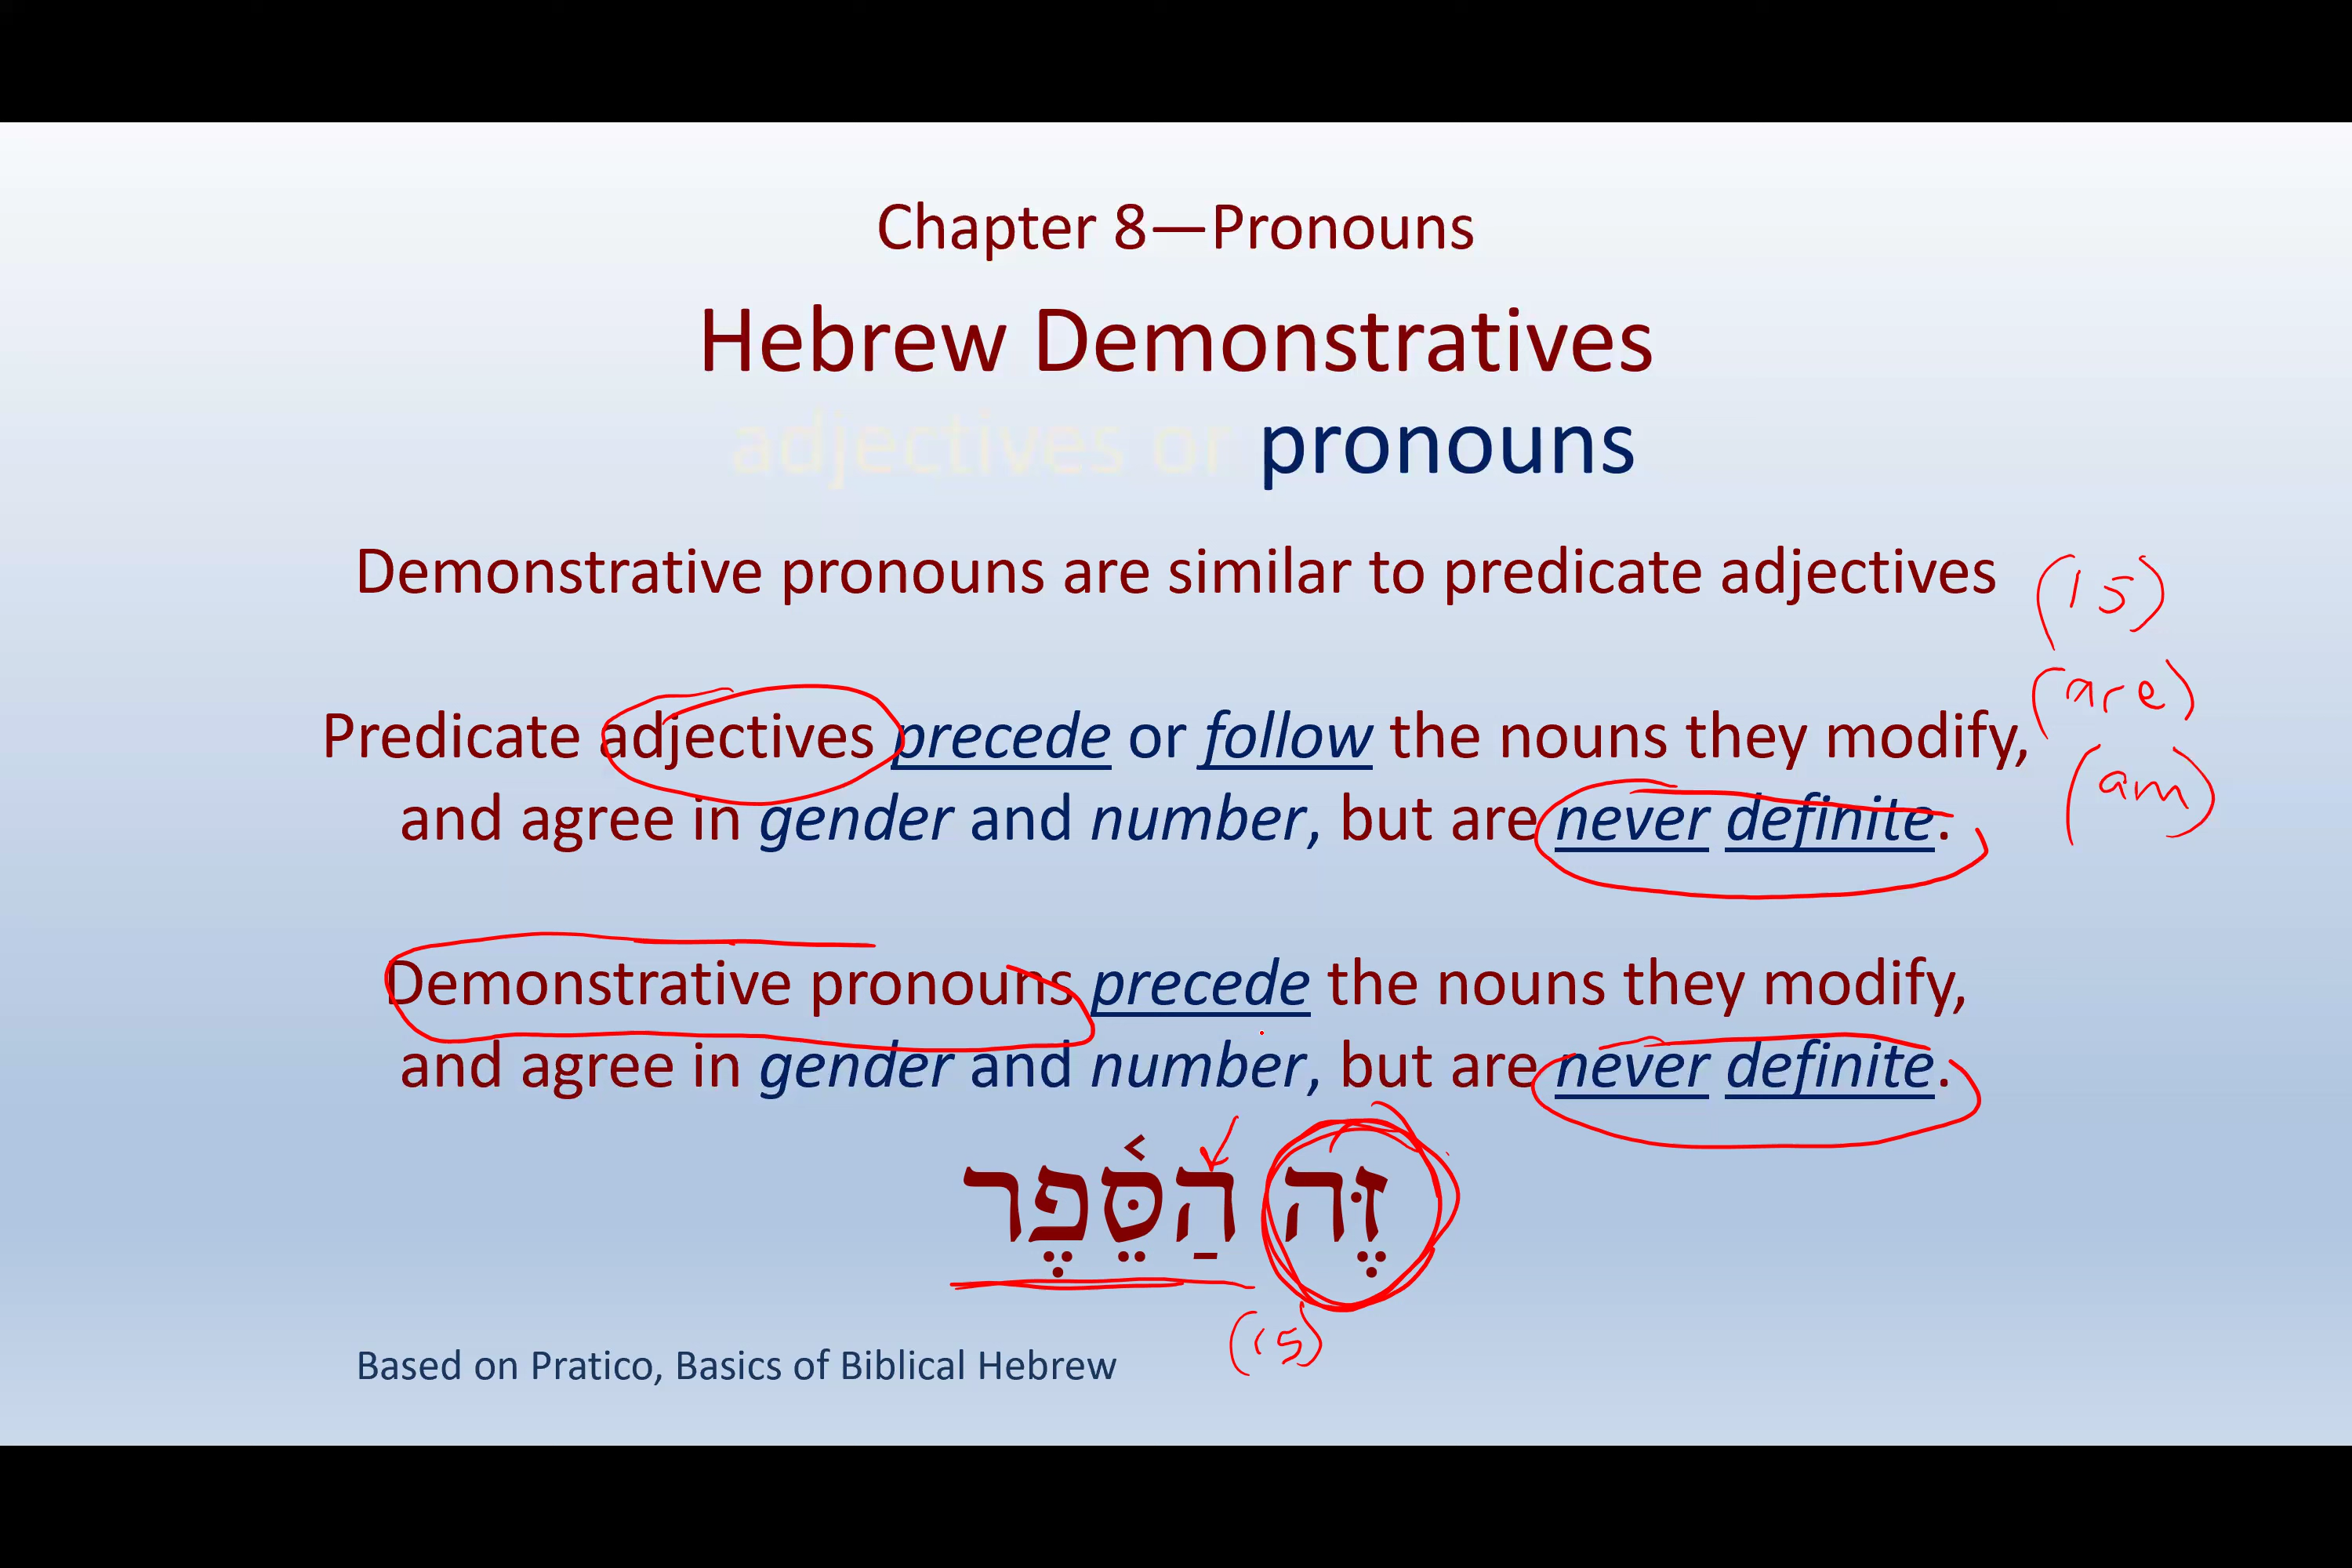 Chapter 8—Pronouns
Hebrew Demonstratives
adjectives or pronouns
Demonstrative pronouns are similar to predicate adjectives
(is)
Predicate adjectives precede or follow the nouns they modify,
(are)
and agree in gender and number, but are never definite.
(am)
Demonstrative pronouns precede the nouns they modify,
and agree in gender and number, but are never definite.
זֶּה הַסֵּ֫פֶר
(is)
Based on Pratico, Basics of Biblical Hebrew